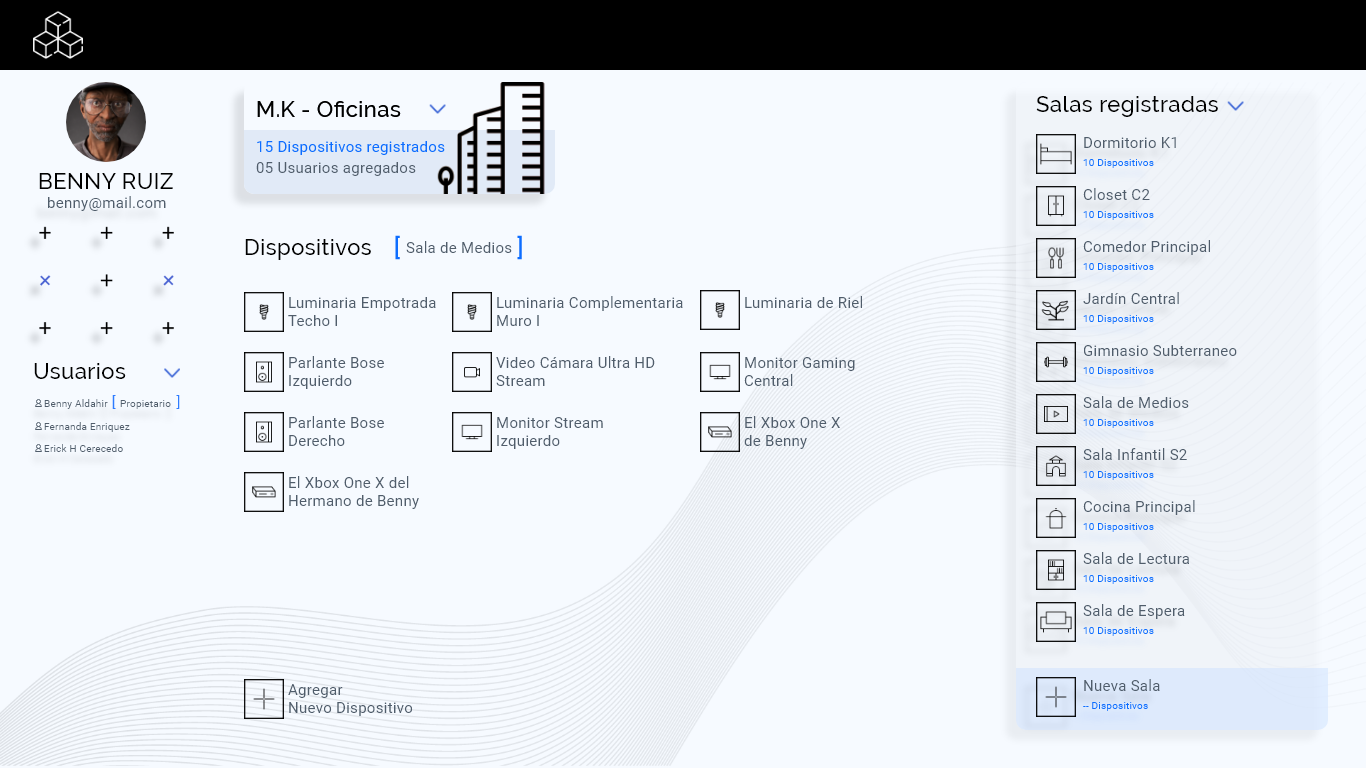 BENNY RUIZ
benny@mail.com
Usuarios
Benny Aldahir [ Propietario ]
Fernanda Enriquez
Erick H Cerecedo
M.K - Oficinas
15 Dispositivos registrados
05 Usuarios agregados
Dispositivos [ Sala de Medios ]
Luminaria Empotrada
Techo I
Luminaria Complementaria
Muro I
Luminaria de Riel
Parlante Bose
Izquierdo
Video Cámara Ultra HD
Stream
Monitor Gaming
Central
Parlante Bose
Derecho
Monitor Stream
Izquierdo
El Xbox One X
de Benny
El Xbox One X del
Hermano de Benny
Agregar
Nuevo Dispositivo
Salas registradas
Dormitorio K1
10 Dispositivos
Closet C2
10 Dispositivos
Comedor Principal
10 Dispositivos
Jardín Central
10 Dispositivos
Gimnasio Subterraneo
10 Dispositivos
Sala de Medios
10 Dispositivos
Sala Infantil S2
10 Dispositivos
Cocina Principal
10 Dispositivos
Sala de Lectura
10 Dispositivos
Sala de Espera
10 Dispositivos
Nueva Sala
-- Dispositivos